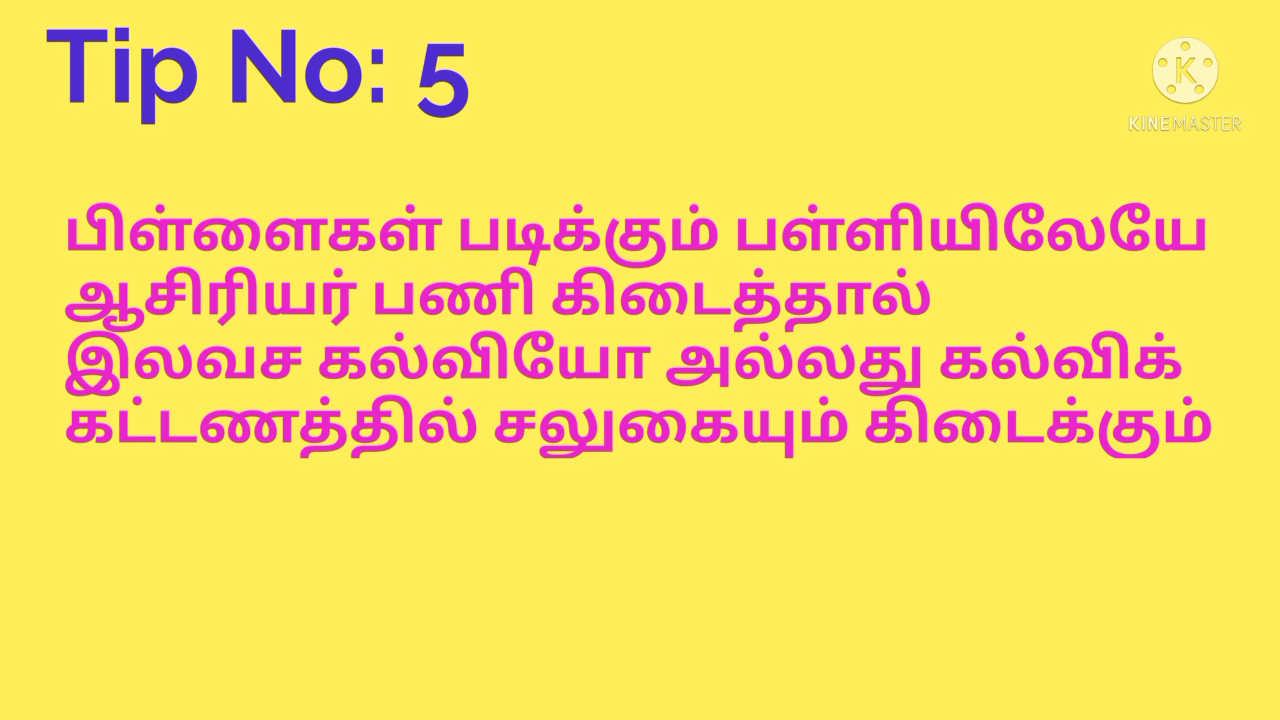 Tip No: 5
KINEMASTER
பிள்ளைகள் படிக்கும் பள்ளியிலேயே
ஆசிரியர் பணி கிடைத்தால்
இலவச கல்வியோ அல்லது கல்விக்
கட்டணத்தில் சலுகையும் கிடைக்கும்